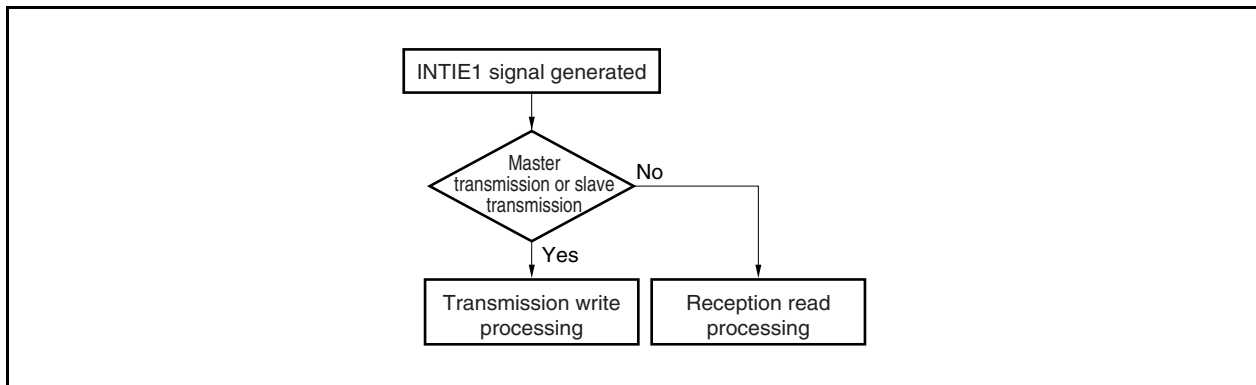 INTIE1 signal generated
Master
transmission or slave
transmission
No
Yes
Transmission write
processing
Reception read
processing